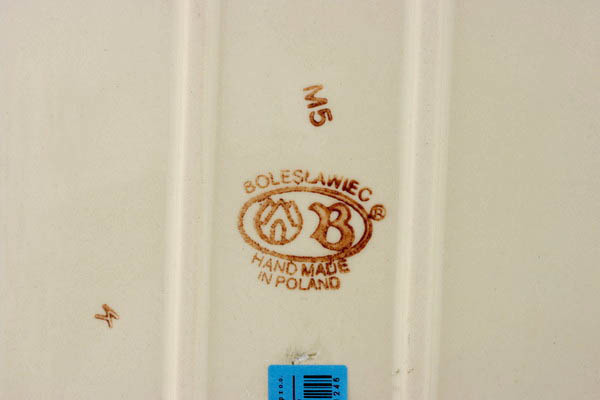 M5
BOLESŁAWIEC ®
B
HAND MADE
IN POLAND